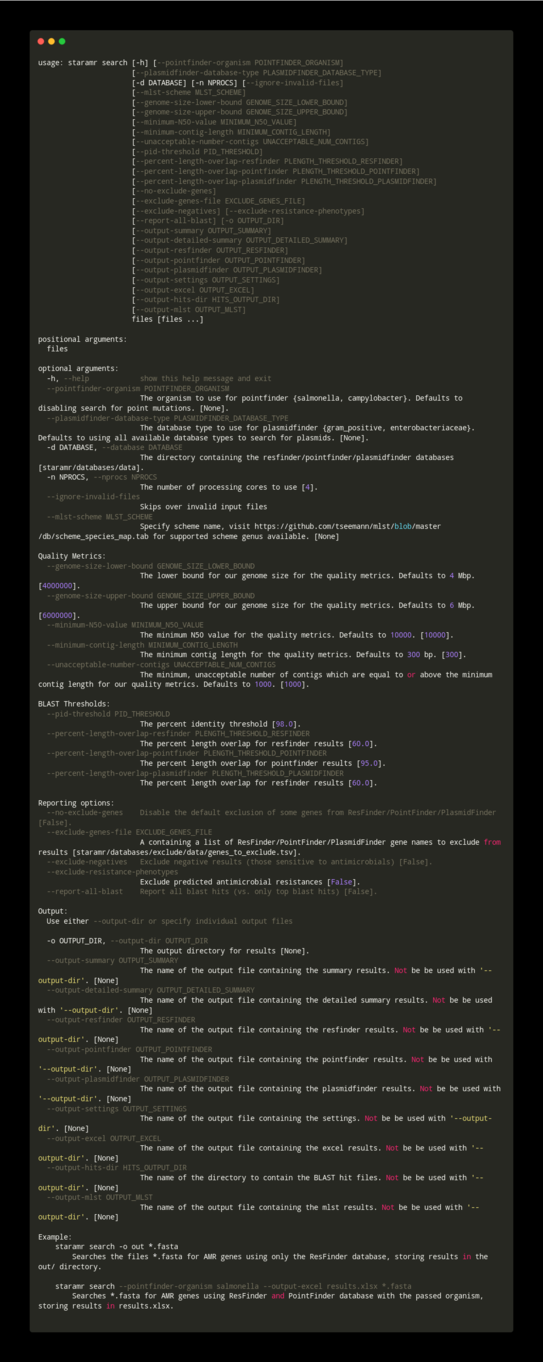 usage: staramr search [-h] [--pointfinder-organism POINTFINDER_ORGANISM]
[--plasmidfinder-database-type PLASMIDFINDER_DATABASE_TYPE]
[-d DATABASE] [-n NPROCS] [--ignore-invalid-files]
[--mlst-scheme MLST_SCHEME]
[--genome-size-lower-bound GENOME_SIZE_LOWER_BOUND]
[--genome-size-upper-bound GENOME_SIZE_UPPER_BOUND]
[--minimum-N50-value MINIMUM_N50_VALUE]
[--minimum-contig-length MINIMUM_CONTIG_LENGTH]
[--unacceptable-number-contigs UNACCEPTABLE_NUM_CONTIGS]
[--pid-threshold PID_THRESHOLD]
[--percent-length-overlap-resfinder PLENGTH_THRESHOLD_RESFINDER]
[--percent-length-overlap-pointfinder PLENGTH_THRESHOLD_POINTFINDER]
[--percent-length-overlap-plasmidfinder PLENGTH_THRESHOLD_PLASMIDFINDER]
[--no-exclude-genes]
[--exclude-genes-file EXCLUDE_GENES_FILE]
[--exclude-negatives] [--exclude-resistance-phenotypes]
[--report-all-blast] [-o OUTPUT_DIR]
[--output-summary OUTPUT_SUMMARY]
[--output-detailed-summary OUTPUT_DETAILED_SUMMARY]
[--output-resfinder OUTPUT_RESFINDER]
[--output-pointfinder OUTPUT_POINTFINDER]
[--output-plasmidfinder OUTPUT_PLASMIDFINDER]
[--output-settings OUTPUT_SETTINGS]
[--output-excel OUTPUT_EXCEL]
[--output-hits-dir HITS_OUTPUT_DIR]
[--output-mlst OUTPUT_MLST]
files [files ...]
positional arguments:
files
optional arguments:
-h, --help show this help message and exit
--pointfinder-organism POINTFINDER_ORGANISM
The organism to use for pointfinder {salmonella, campylobacter}. Defaults to
disabling search for point mutations. [None].
--plasmidfinder-database-type PLASMIDFINDER_DATABASE_TYPE
The database type to use for plasmidfinder {gram_positive, enterobacteriaceae}.
Defaults to using all available database types to search for plasmids. [None].
-d DATABASE, --database DATABASE
The directory containing the resfinder/pointfinder/plasmidfinder databases
[staramr/databases/data].
-n NPROCS, --nprocs NPROCS
The number of processing cores to use [4].
--ignore-invalid-files
Skips over invalid input files
--mlst-scheme MLST_SCHEME
Specify scheme name, visit https://github.com/tseemann/mlst/blob/master
/db/scheme_species_map.tab for supported scheme genus available. [None]
Quality Metrics:
--genome-size-lower-bound GENOME_SIZE_LOWER_BOUND
The lower bound for our genome size for the quality metrics. Defaults to 4 Mbp.
[4000000].
--genome-size-upper-bound GENOME_SIZE_UPPER_BOUND
The upper bound for our genome size for the quality metrics. Defaults to 6 Mbp.
[6000000].
--minimum-N50-value MINIMUM_N50_VALUE
The minimum N50 value for the quality metrics. Defaults to 10000. [10000].
--minimum-contig-length MINIMUM_CONTIG_LENGTH
The minimum contig length for the quality metrics. Defaults to 300 bp. [300].
--unacceptable-number-contigs UNACCEPTABLE_NUM_CONTIGS
The minimum, unacceptable number of contigs which are equal to or above the minimum
contig length for our quality metrics. Defaults to 1000. [1000].
BLAST Thresholds:
--pid-threshold PID_THRESHOLD
The percent identity threshold [98.0].
--percent-length-overlap-resfinder PLENGTH_THRESHOLD_RESFINDER
The percent length overlap for resfinder results [60.0].
--percent-length-overlap-pointfinder PLENGTH_THRESHOLD_POINTFINDER
The percent length overlap for pointfinder results [95.0].
--percent-length-overlap-plasmidfinder PLENGTH_THRESHOLD_PLASMIDFINDER
The percent length overlap for resfinder results [60.0].
Reporting options:
--no-exclude-genes Disable the default exclusion of some genes from ResFinder/PointFinder/PlasmidFinder
[False].
--exclude-genes-file EXCLUDE_GENES_FILE
A containing a list of ResFinder/PointFinder/PlasmidFinder gene names to exclude from
results [staramr/databases/exclude/data/genes_to_exclude.tsv].
--exclude-negatives Exclude negative results (those sensitive to antimicrobials) [False].
--exclude-resistance-phenotypes
Exclude predicted antimicrobial resistances [False].
--report-all-blast Report all blast hits (vs. only top blast hits) [False].
Output:
Use either --output-dir or specify individual output files
-o OUTPUT_DIR, --output-dir OUTPUT_DIR
The output directory for results [None].
--output-summary OUTPUT_SUMMARY
The name of the output file containing the summary results. Not be be used with '--
output-dir'. [None]
--output-detailed-summary OUTPUT_DETAILED_SUMMARY
The name of the output file containing the detailed summary results. Not be be used
with '--output-dir'. [None]
--output-resfinder OUTPUT_RESFINDER
The name of the output file containing the resfinder results. Not be be used with '--
output-dir'. [None]
--output-pointfinder OUTPUT_POINTFINDER
The name of the output file containing the pointfinder results. Not be be used with
'--output-dir'. [None]
--output-plasmidfinder OUTPUT_PLASMIDFINDER
The name of the output file containing the plasmidfinder results. Not be be used with
'--output-dir'. [None]
--output-settings OUTPUT_SETTINGS
The name of the output file containing the settings. Not be be used with '--output-
dir'. [None]
--output-excel OUTPUT_EXCEL
The name of the output file containing the excel results. Not be be used with '--
output-dir'. [None]
--output-hits-dir HITS_OUTPUT_DIR
The name of the directory to contain the BLAST hit files. Not be be used with '--
output-dir'. [None]
--output-mlst OUTPUT_MLST
The name of the output file containing the mlst results. Not be be used with '--
output-dir'. [None]
Example:
staramr search -o out *.fasta
Searches the files *.fasta for AMR genes using only the ResFinder database, storing results in the
out/ directory.
staramr search --pointfinder-organism salmonella --output-excel results.xlsx *.fasta
Searches *.fasta for AMR genes using ResFinder and PointFinder database with the passed organism,
storing results in results.xlsx.